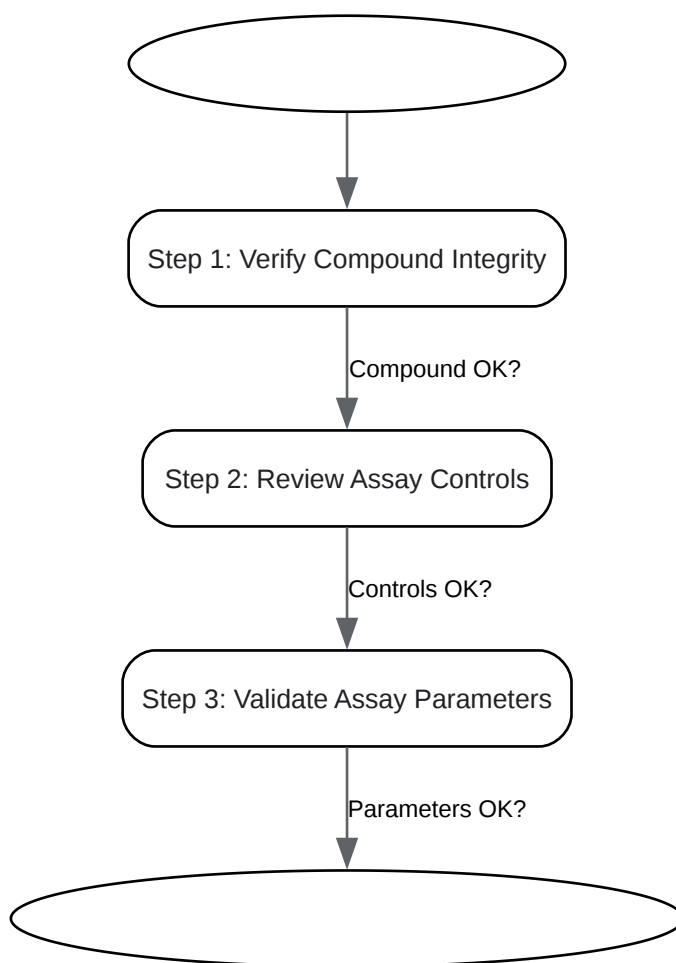 Step 1: Verify Compound Integrity
Compound OK?
Step 2: Review Assay Controls
Controls OK?
Step 3: Validate Assay Parameters
Parameters OK?